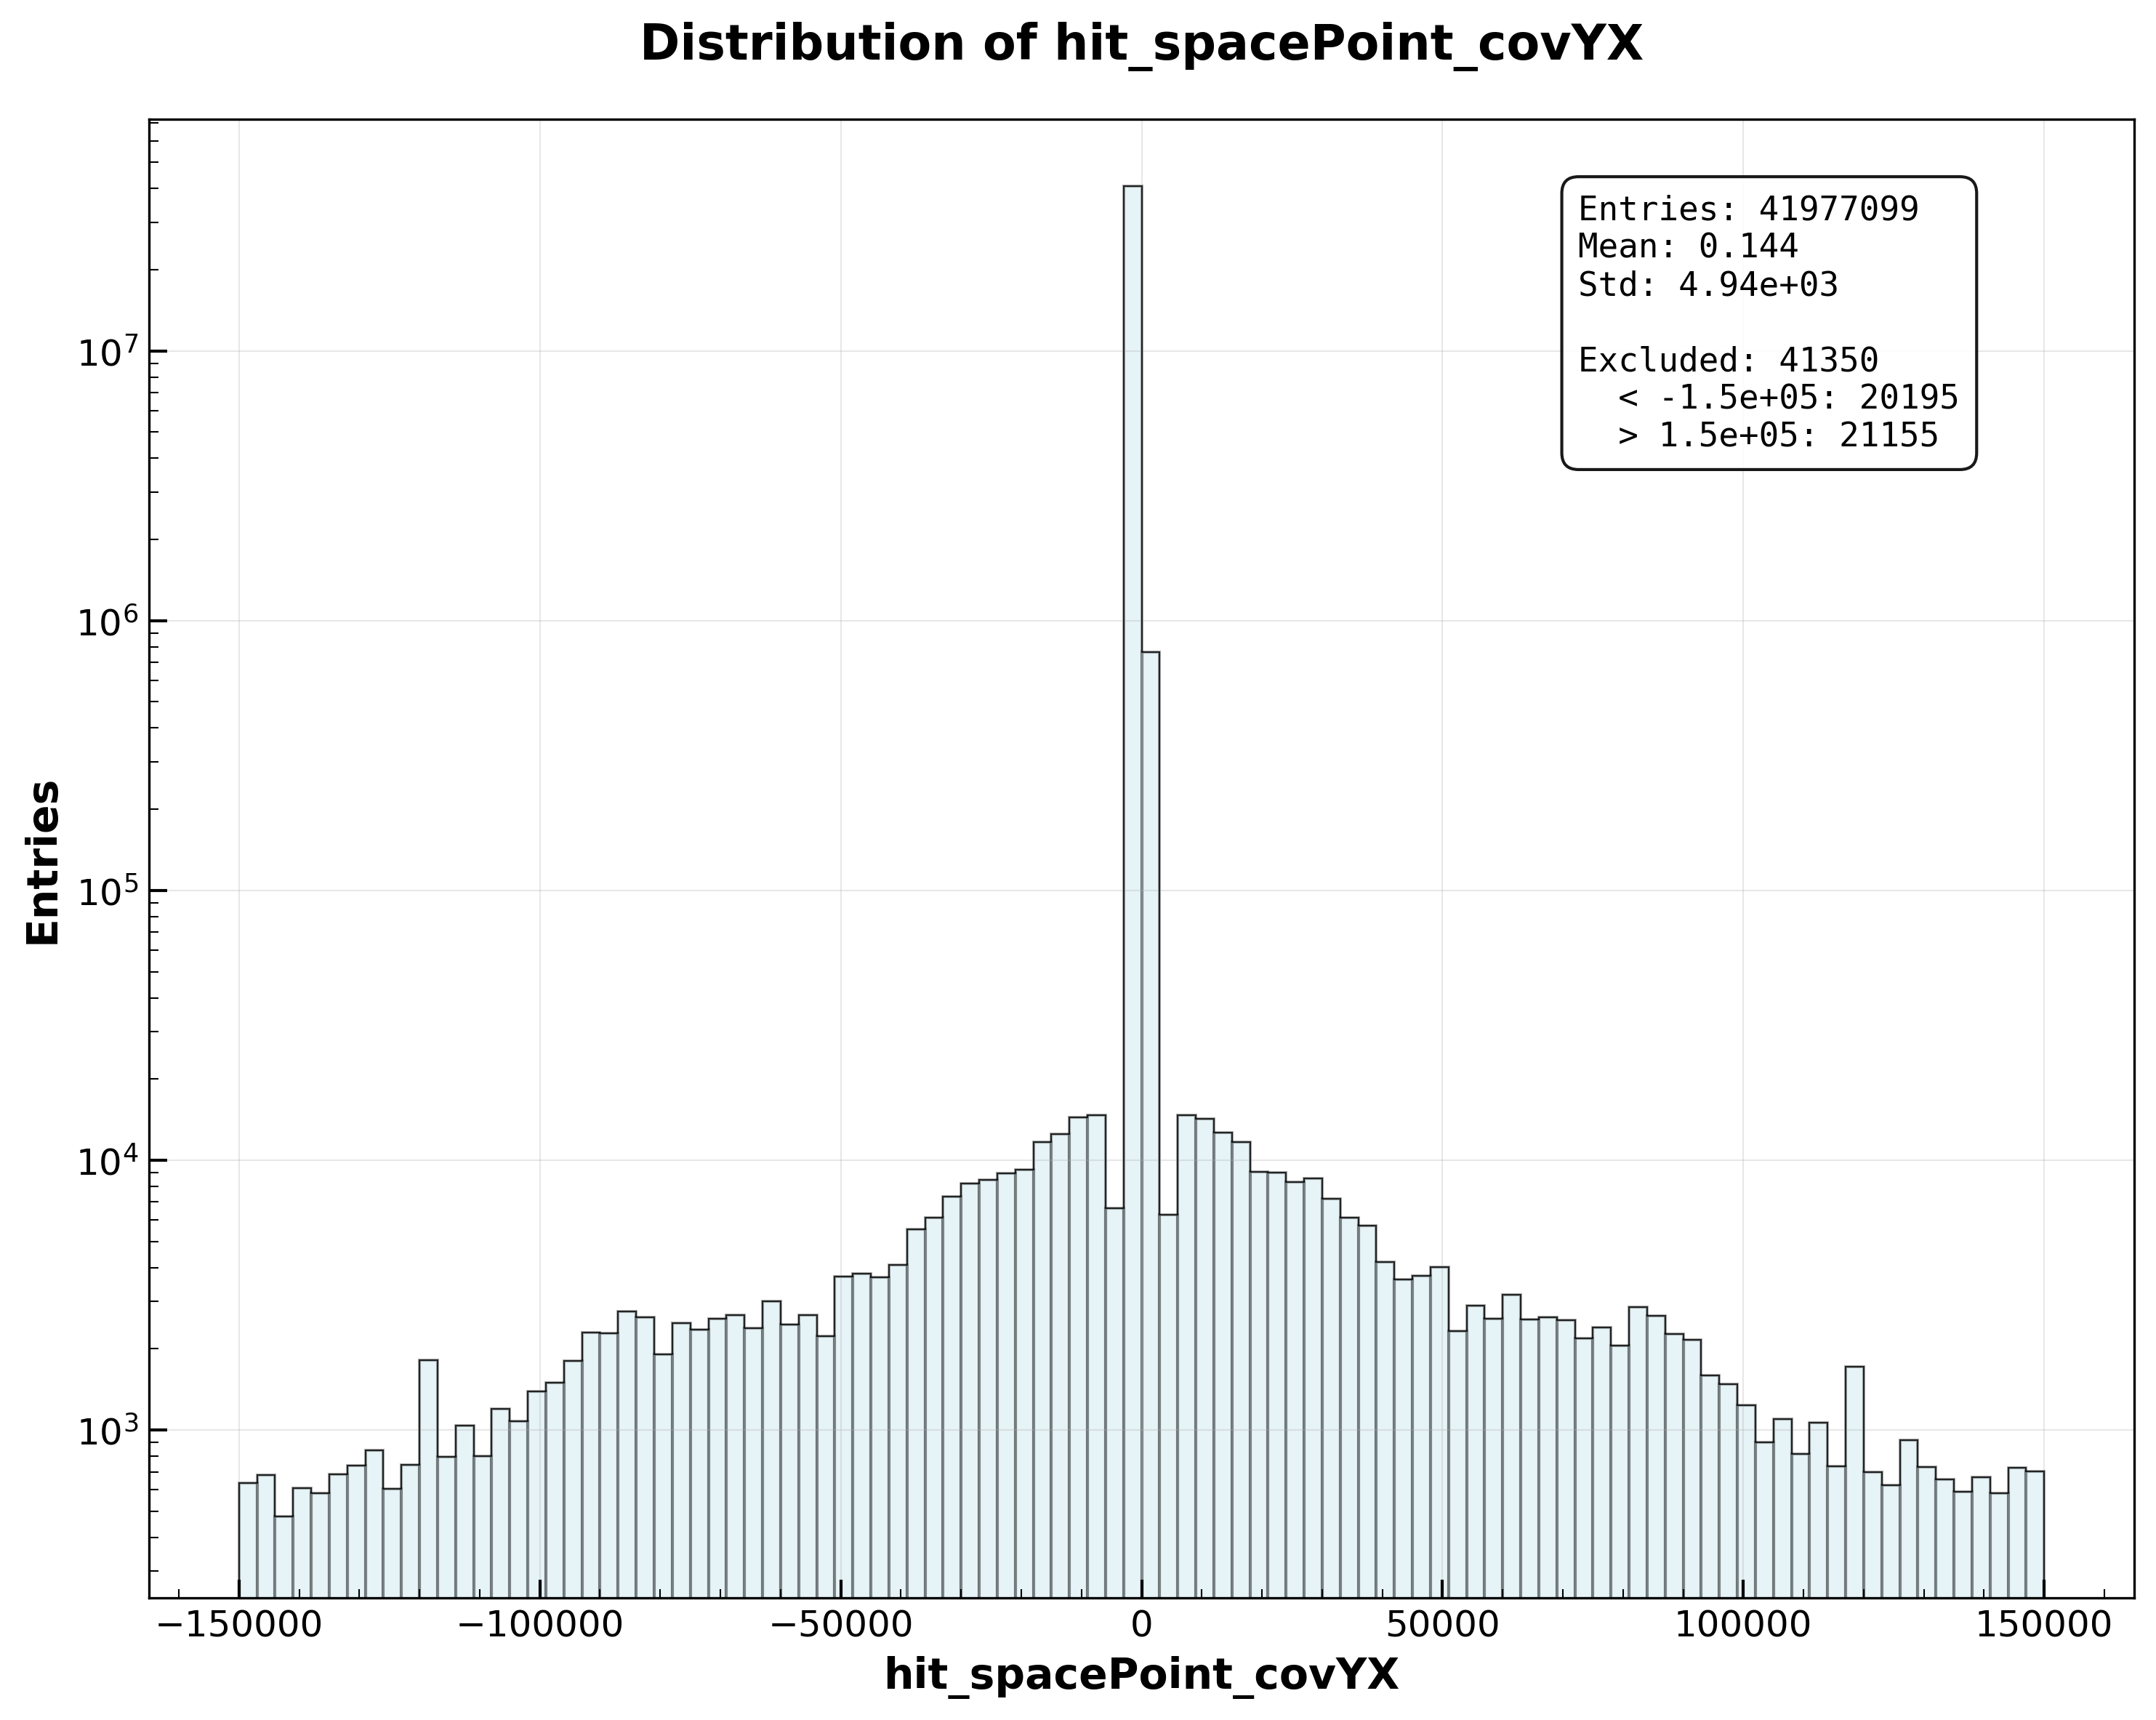 Distribution of hit_spacePoint_covYX
Entries: 41977099
Mean: 0.144
Std: 4.94e+03
Excluded: 41350
< -1.5e+05: 20195
> 1.5e+05: 21155
Entries
10⁷
10⁶
10⁵
10⁴
10³
−150000 −100000 −50000 0 50000 100000 150000
hit_spacePoint_covYX